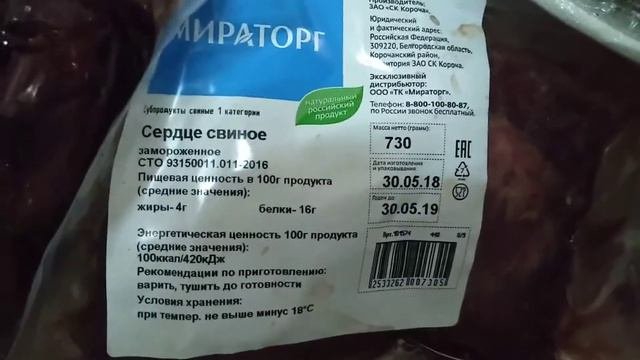 МИРАТОРГ
Производитель:
ЗАО «СК Короча».
Юридический
и фактический адрес:
Российская Федерация,
309220, Белгородская область,
Корочанский район,
территория ЗАО СК Короча.
Эксклюзивный
дистрибьютор:
ООО «ТК «Мираторг».
Телефон: 8-800-100-80-87,
по России звонок бесплатный.
натуральный
российский
продукт
Субпродукты свиные 1 категории
Сердце свиное
замороженное
СТО 93150011.011-2016
Пищевая ценность в 100г продукта
(средние значения):
жиры- 4г белки- 16г
Энергетическая ценность 100г продукта
(средние значения):
100ккал/420кДж
Рекомендации по приготовлению:
варить, тушить до готовности
Условия хранения:
при темпер. не выше минус 18°С
Масса нетто (грамм):
730
EAC
Дата изготовления
и упаковывания:
30.05.18
Годен до
30.05.19
2533262 007305